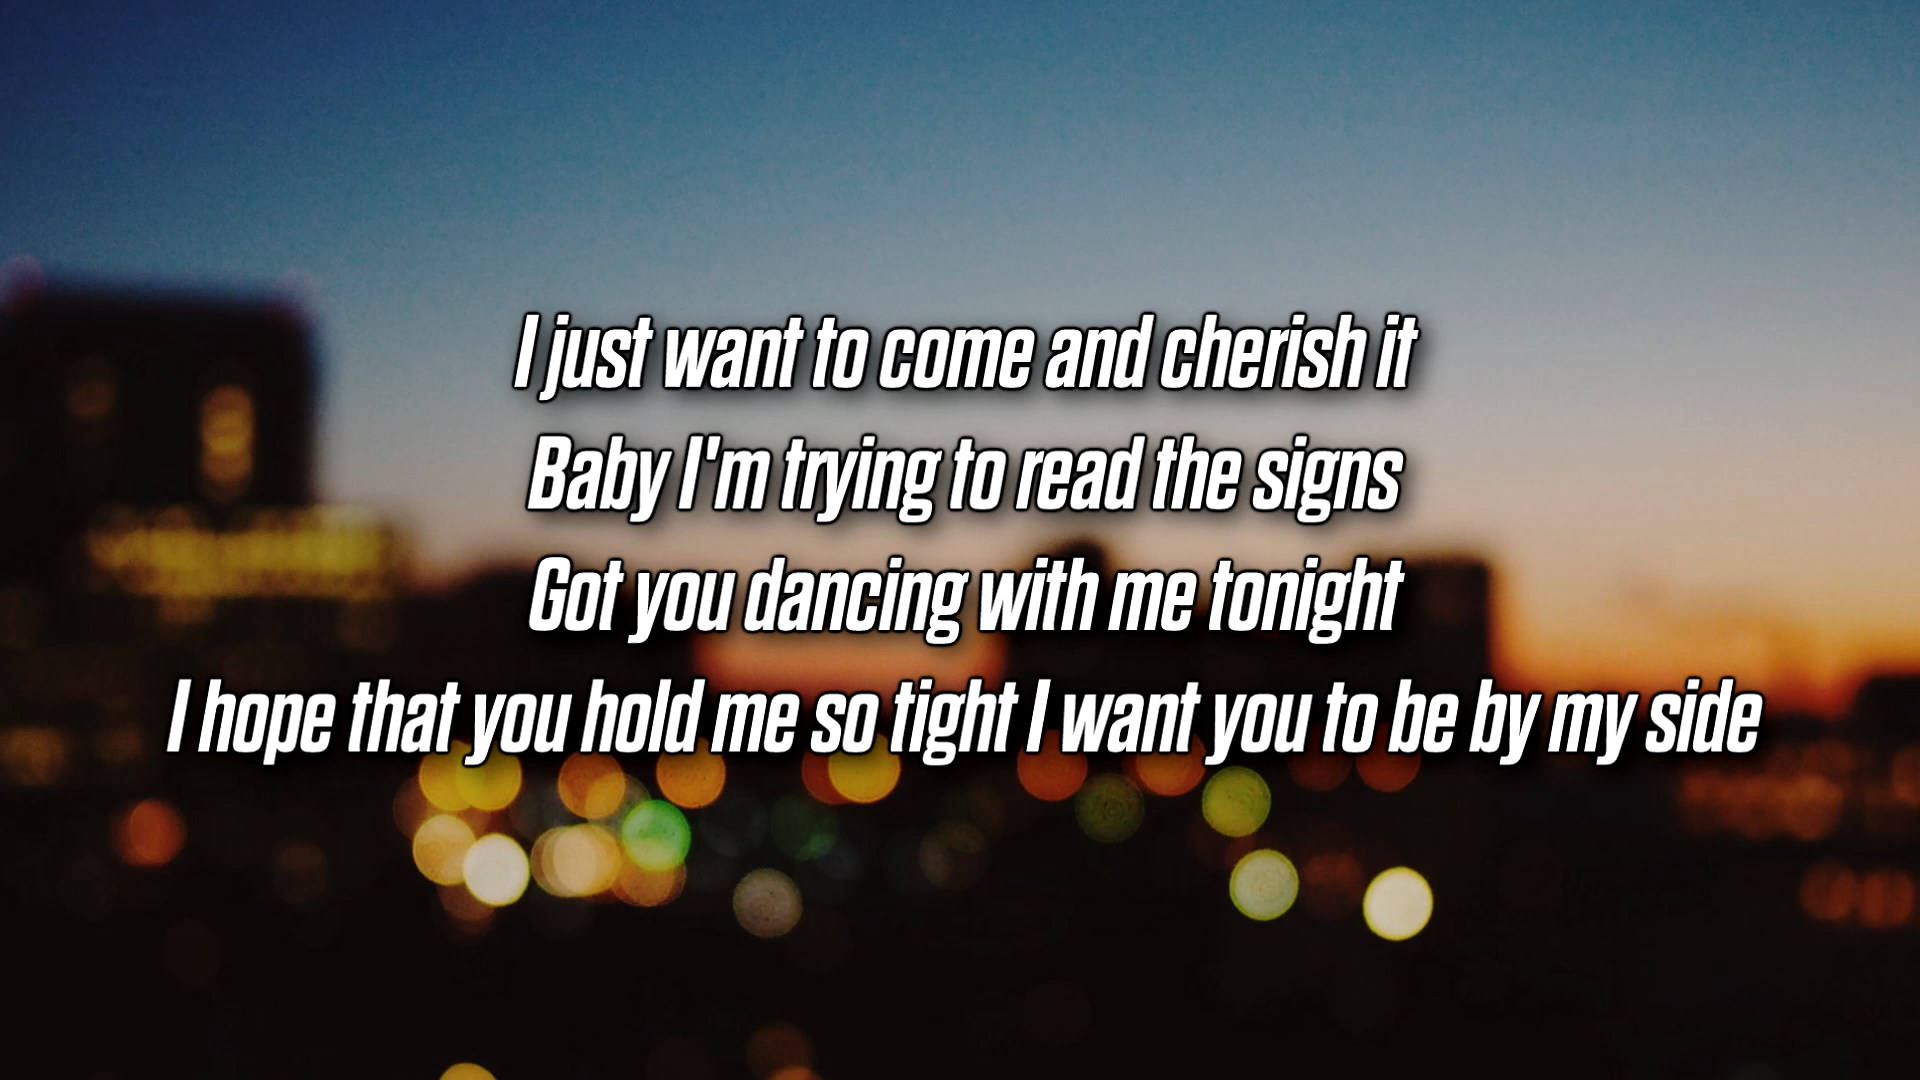 I just want to come and cherish it
Baby I'm trying to read the signs
Got you dancing with me tonight
I hope that you hold me so tight I want you to be by my side